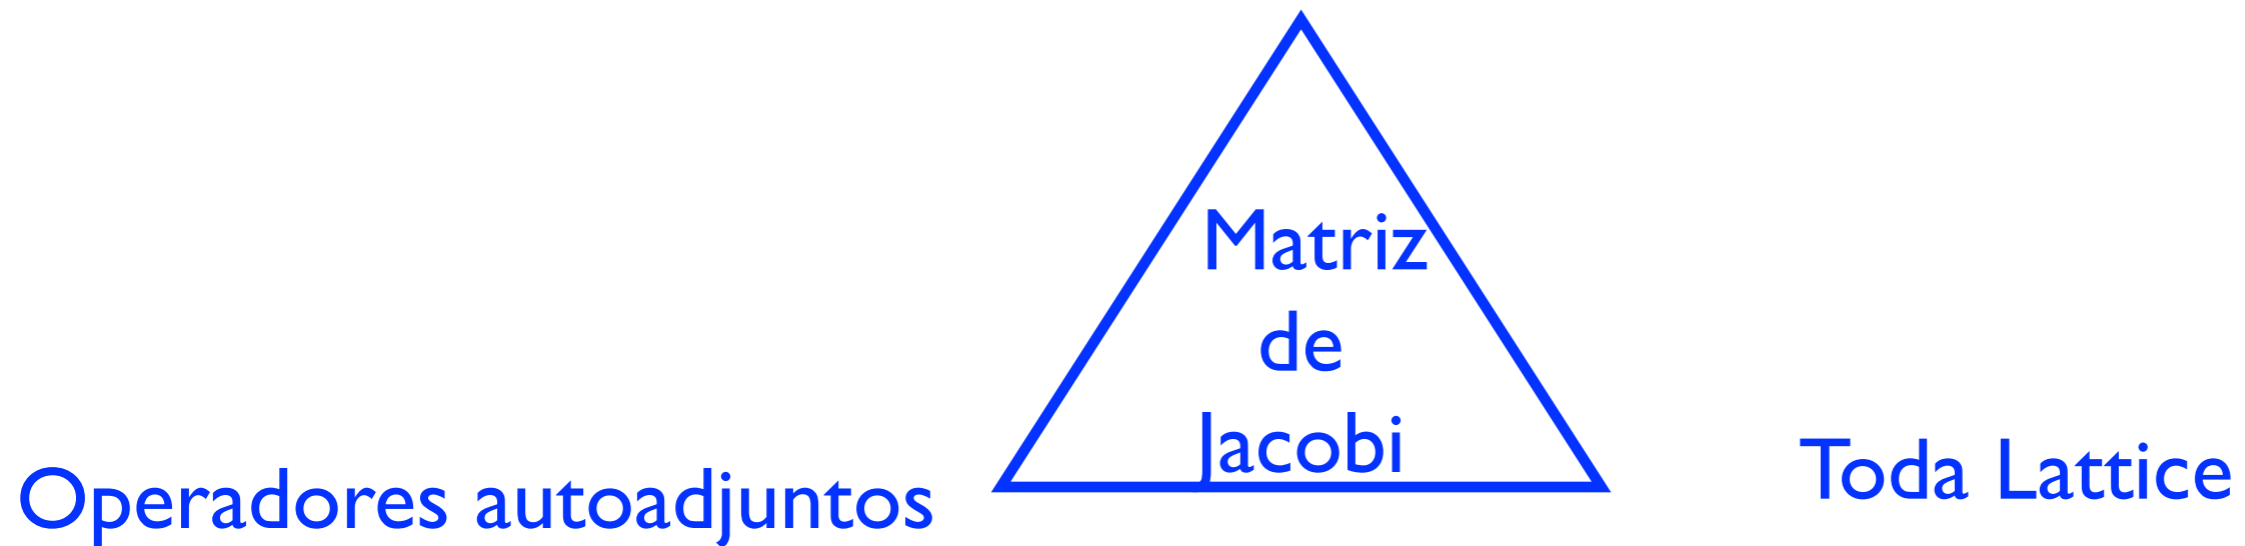 Matriz
de
Jacobi
Operadores autoadjuntos
Toda Lattice